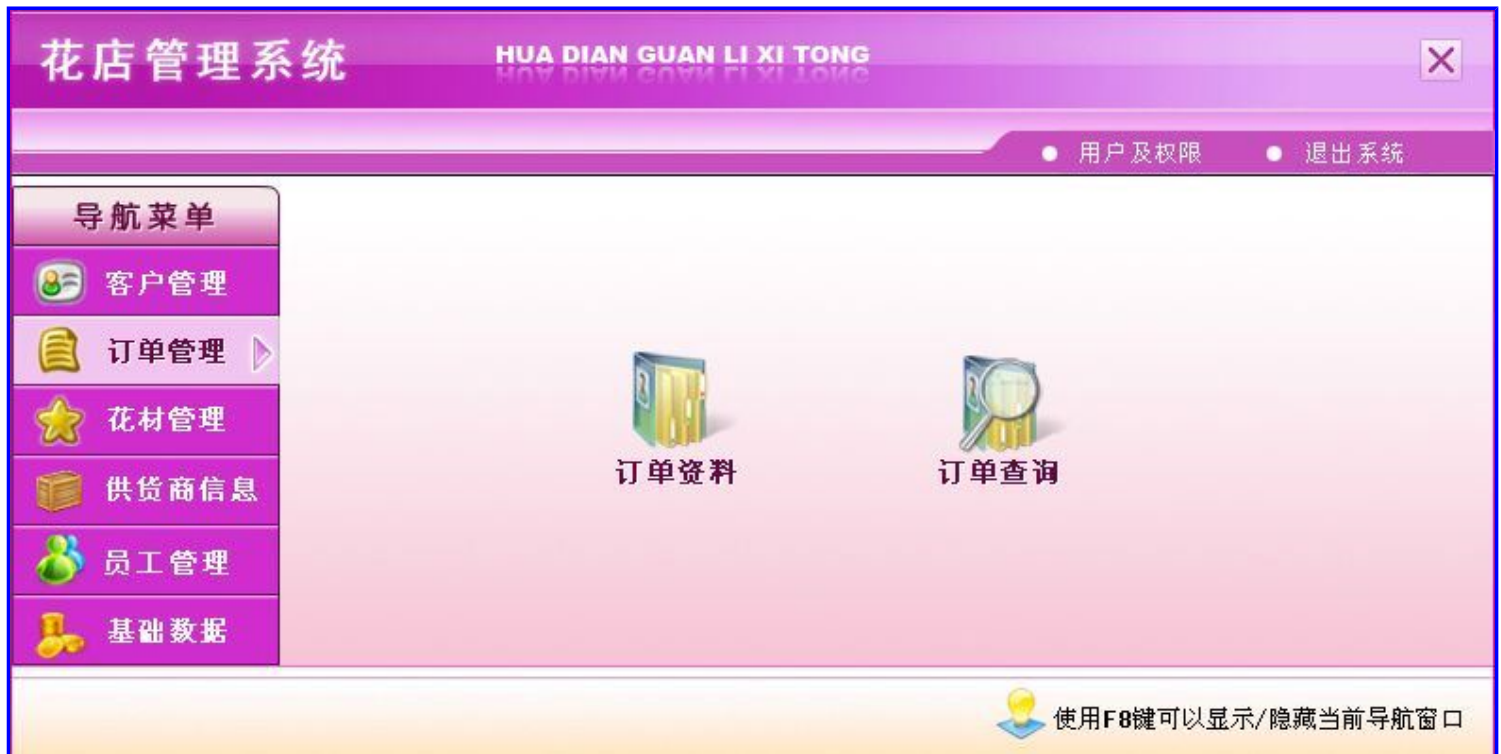 花店管理系统 HUA DIAN GUAN LI XI TONG
用户及权限 退出系统
导航菜单
客户管理
订单管理
花材管理
供货商信息
员工管理
基础数据
订单资料 订单查询
使用F8键可以显示/隐藏当前导航窗口